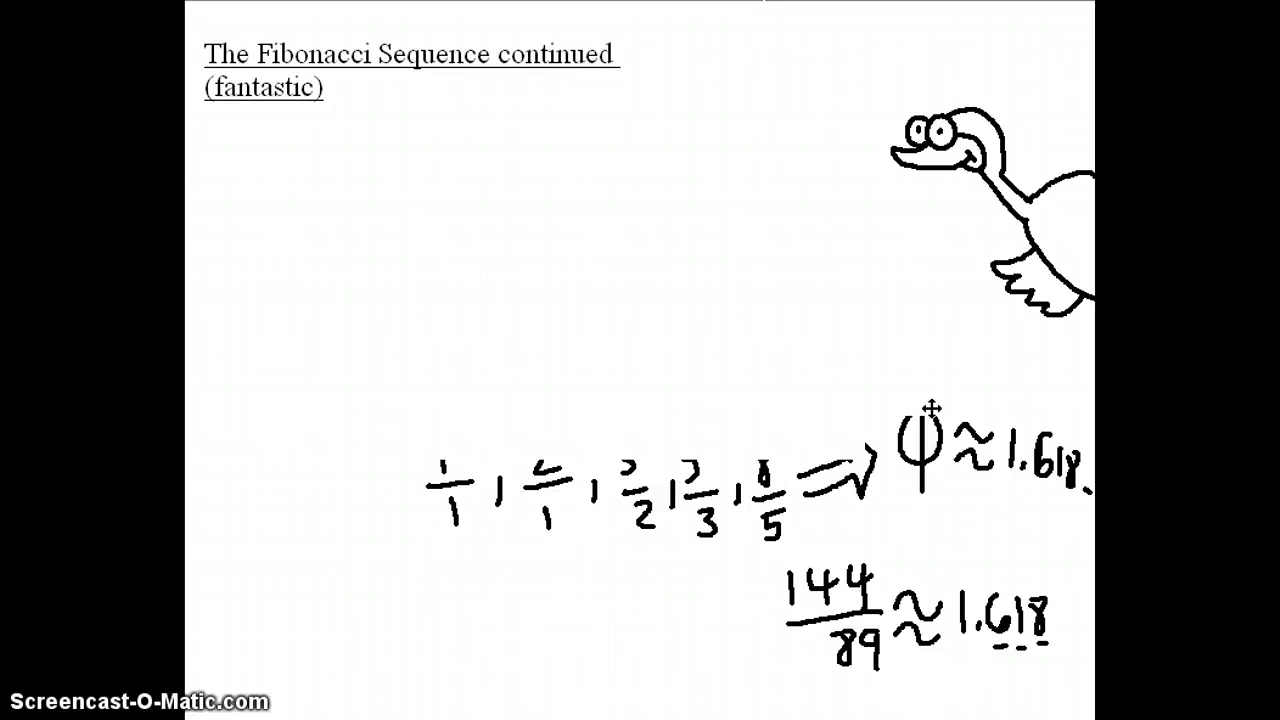 The Fibonacci Sequence continued
(fantastic)
φ ≈ 1.618.
1/1 , 2/1 , 3/2 , 5/3 , 8/5 ⇒
144/89 ≈ 1.618
Screencast-O-Matic.com